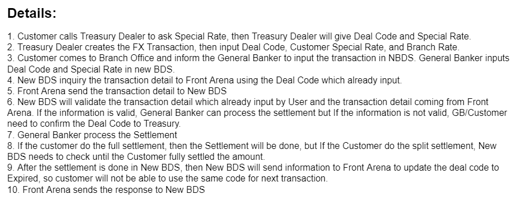 Details:
1. Customer calls Treasury Dealer to ask Special Rate, then Treasury Dealer will give Deal Code and Special Rate.
2. Treasury Dealer creates the FX Transaction, then input Deal Code, Customer Special Rate, and Branch Rate.
3. Customer comes to Branch Office and inform the General Banker to input the transaction in NBDS. General Banker inputs
Deal Code and Special Rate in new BDS.
4. New BDS inquiry the transaction detail to Front Arena using the Deal Code which already input.
5. Front Arena send the transaction detail to New BDS
6. New BDS will validate the transaction detail which already input by User and the transaction detail coming from Front
Arena. If the information is valid, General Banker can process the settlement but If the information is not valid, GB/Customer
need to confirm the Deal Code to Treasury.
7. General Banker process the Settlement
8. If the customer do the full settlement, then the Settlement will be done, but If the Customer do the split settlement, New
BDS needs to check until the Customer fully settled the amount.
9. After the settlement is done in New BDS, then New BDS will send information to Front Arena to update the deal code to
Expired, so customer will not be able to use the same code for next transaction.
10. Front Arena sends the response to New BDS